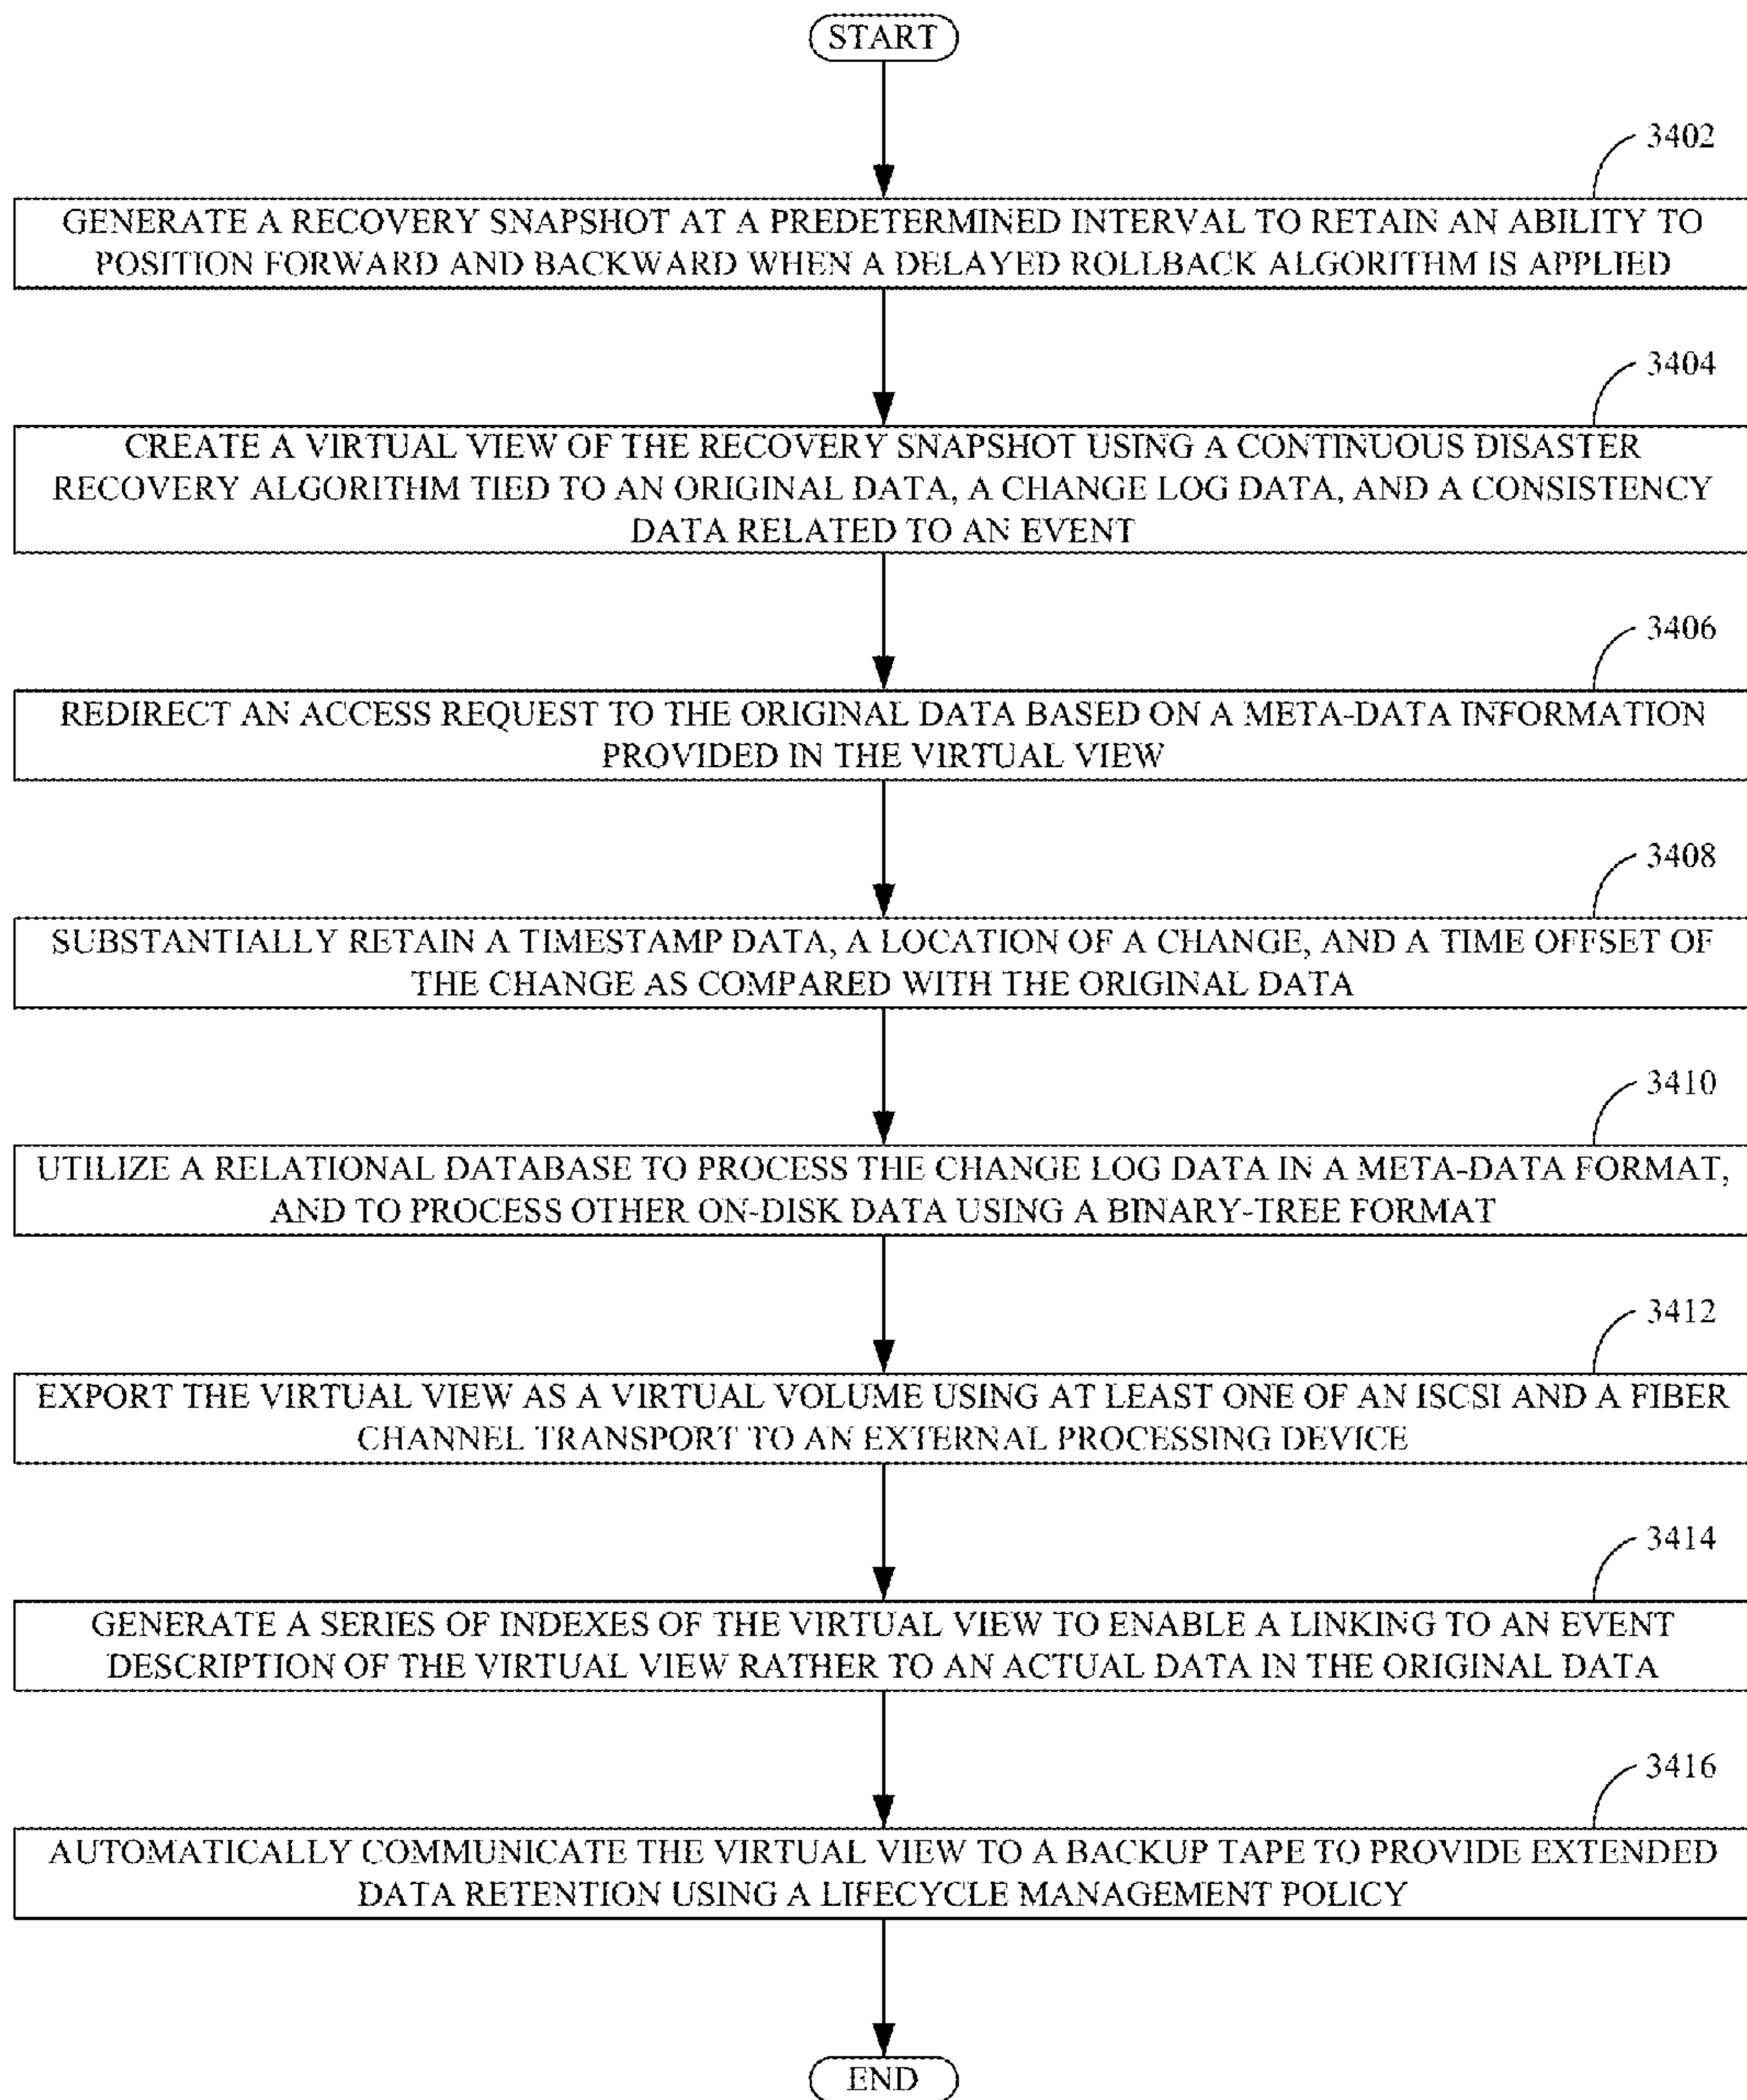 START
3402
GENERATE A RECOVERY SNAPSHOT AT A PREDETERMINED INTERVAL TO RETAIN AN ABILITY TO
POSITION FORWARD AND BACKWARD WHEN A DELAYED ROLLBACK ALGORITHM IS APPLIED
3404
CREATE A VIRTUAL VIEW OF THE RECOVERY SNAPSHOT USING A CONTINUOUS DISASTER
RECOVERY ALGORITHM TIED TO AN ORIGINAL DATA, A CHANGE LOG DATA, AND A CONSISTENCY
DATA RELATED TO AN EVENT
3406
REDIRECT AN ACCESS REQUEST TO THE ORIGINAL DATA BASED ON A META-DATA INFORMATION
PROVIDED IN THE VIRTUAL VIEW
3408
SUBSTANTIALLY RETAIN A TIMESTAMP DATA, A LOCATION OF A CHANGE, AND A TIME OFFSET OF
THE CHANGE AS COMPARED WITH THE ORIGINAL DATA
3410
UTILIZE A RELATIONAL DATABASE TO PROCESS THE CHANGE LOG DATA IN A META-DATA FORMAT,
AND TO PROCESS OTHER ON-DISK DATA USING A BINARY-TREE FORMAT
3412
EXPORT THE VIRTUAL VIEW AS A VIRTUAL VOLUME USING AT LEAST ONE OF AN ISCSI AND A FIBER
CHANNEL TRANSPORT TO AN EXTERNAL PROCESSING DEVICE
3414
GENERATE A SERIES OF INDEXES OF THE VIRTUAL VIEW TO ENABLE A LINKING TO AN EVENT
DESCRIPTION OF THE VIRTUAL VIEW RATHER TO AN ACTUAL DATA IN THE ORIGINAL DATA
3416
AUTOMATICALLY COMMUNICATE THE VIRTUAL VIEW TO A BACKUP TAPE TO PROVIDE EXTENDED
DATA RETENTION USING A LIFECYCLE MANAGEMENT POLICY
END